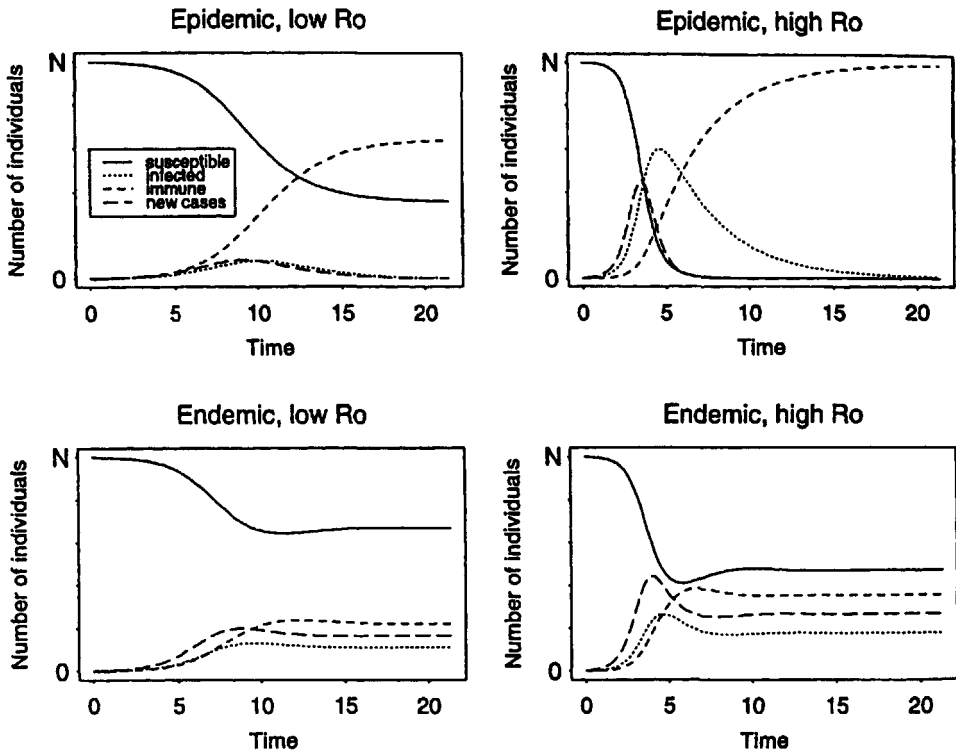 Epidemic, low Ro
Number of individuals
N
0
susceptible
infected
immune
new cases
0 5 10 15 20
Time
Epidemic, high Ro
Number of individuals
N
0
0 5 10 15 20
Time
Endemic, low Ro
Number of individuals
N
0
0 5 10 15 20
Time
Endemic, high Ro
Number of individuals
N
0
0 5 10 15 20
Time